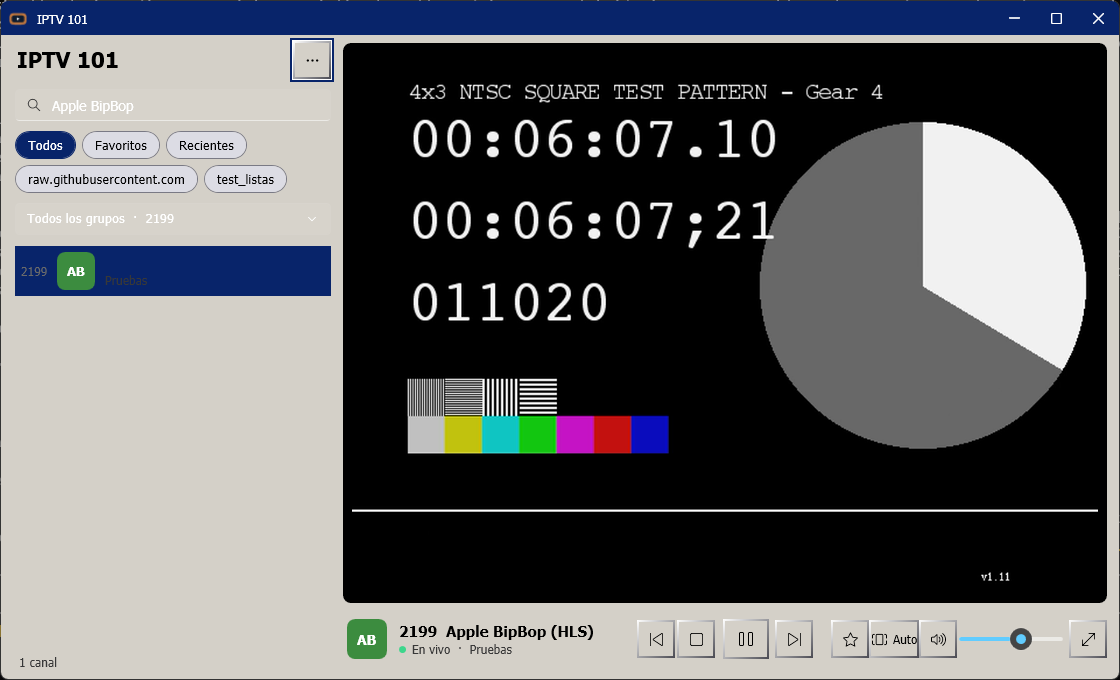 IPTV 101
IPTV 101
...
Apple BipBop
Todos
Favoritos
Recientes
raw.githubusercontent.com
test_listas
Todos los grupos · 2199
2199
AB
Pruebas
1 canal
4x3 NTSC SQUARE TEST PATTERN - Gear 4
00:06:07.10
00:06:07;21
011020
v1.11
AB
2199 Apple BipBop (HLS)
En vivo · Pruebas
Auto